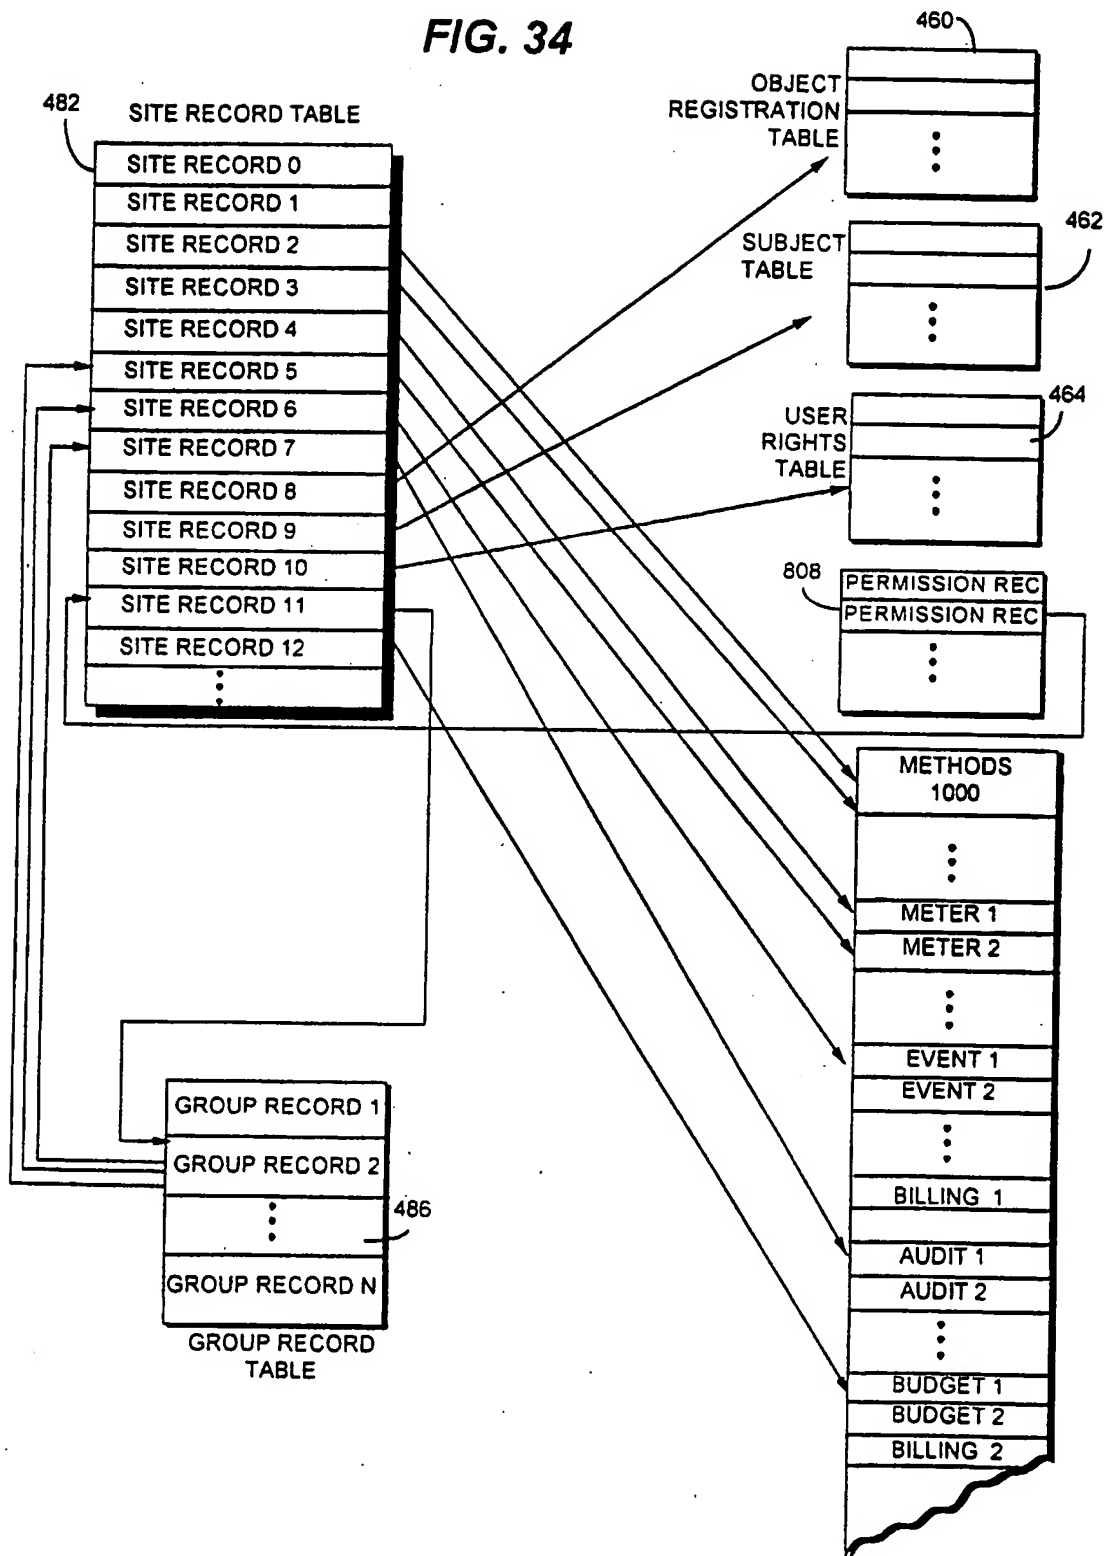 FIG. 34
482
SITE RECORD TABLE
SITE RECORD 0
SITE RECORD 1
SITE RECORD 2
SITE RECORD 3
SITE RECORD 4
SITE RECORD 5
SITE RECORD 6
SITE RECORD 7
SITE RECORD 8
SITE RECORD 9
SITE RECORD 10
SITE RECORD 11
SITE RECORD 12
460
OBJECT
REGISTRATION
TABLE
462
SUBJECT
TABLE
464
USER
RIGHTS
TABLE
808
PERMISSION REC
PERMISSION REC
METHODS
1000
METER 1
METER 2
EVENT 1
EVENT 2
BILLING 1
AUDIT 1
AUDIT 2
BUDGET 1
BUDGET 2
BILLING 2
GROUP RECORD 1
GROUP RECORD 2
486
GROUP RECORD N
GROUP RECORD
TABLE